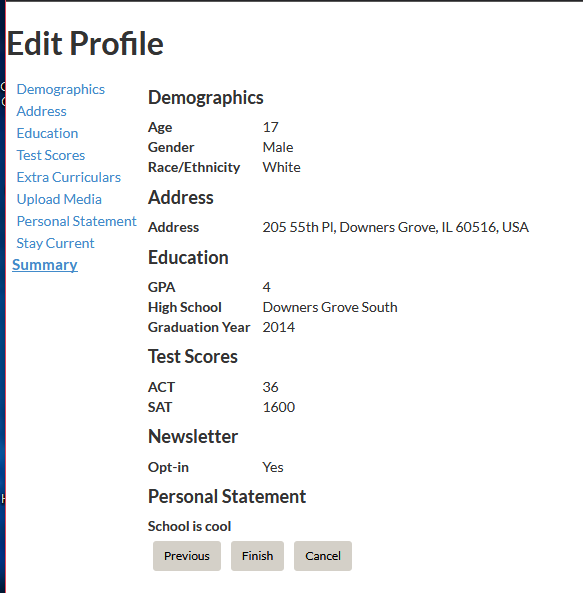 Edit Profile
Demographics
Address
Education
Test Scores
Extra Curriculars
Upload Media
Personal Statement
Stay Current
Summary
Demographics
Age 17
Gender Male
Race/Ethnicity White
Address
Address 205 55th Pl, Downers Grove, IL 60516, USA
Education
GPA 4
High School Downers Grove South
Graduation Year 2014
Test Scores
ACT 36
SAT 1600
Newsletter
Opt-in Yes
Personal Statement
School is cool
Previous Finish Cancel